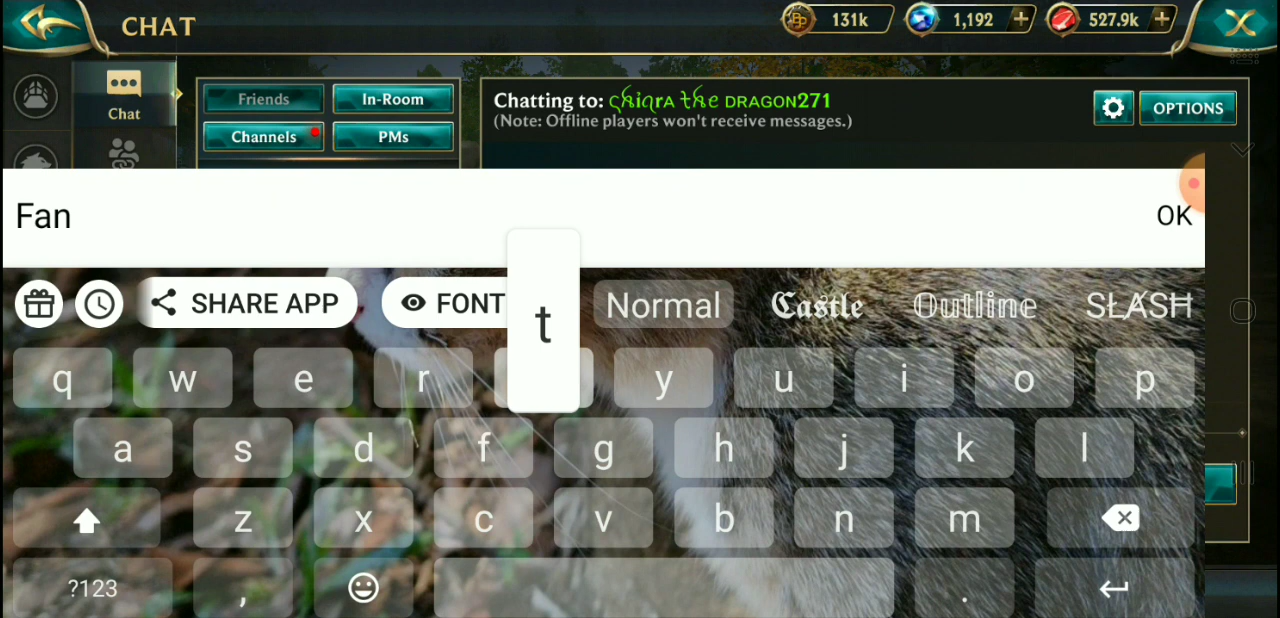 CHAT
131k
1,192
527.9k
Chat
Friends
In-Room
Channels
PMs
Chatting to: Chiqra the DRAGON271
(Note: Offline players won't receive messages.)
OPTIONS
Fan
OK
SHARE APP
FONT
Normal
Castle
Outline
SLASH
t
q w e r y u i o p
a s d f g h j k l
z x c v b n m
?123 , .